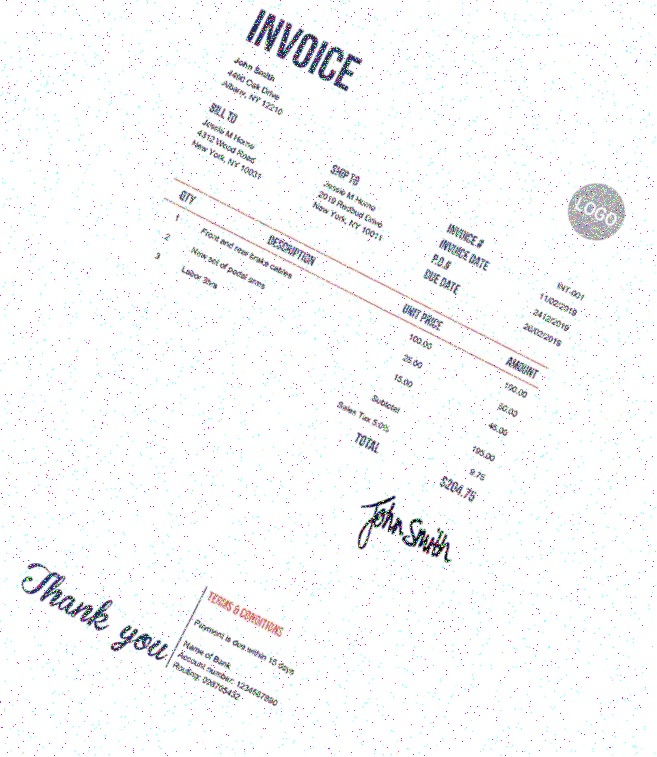 INVOICE
John Smith
4490 Oak Drive
Albany, NY 12210
BILL TO
Jessie M Horne
4312 Wood Road
New York, NY 10031
SHIP TO
Jessie M Horne
2019 Redbud Drive
New York, NY 10011
LOGO
INVOICE # INT-001
INVOICE DATE 11/02/2019
P.O.# 2412/2019
DUE DATE 26/02/2019
QTY DESCRIPTION UNIT PRICE AMOUNT
1 Front and rear brake cables 100.00 100.00
2 New set of pedal arms 25.00 50.00
3 Labor 3hrs 15.00 45.00
Subtotal 195.00
Sales Tax 5.0% 9.75
TOTAL $204.75
John Smith
Thank you
TERMS & CONDITIONS
Payment is due within 15 days
Name of Bank
Account number: 1234567890
Routing: 098765432